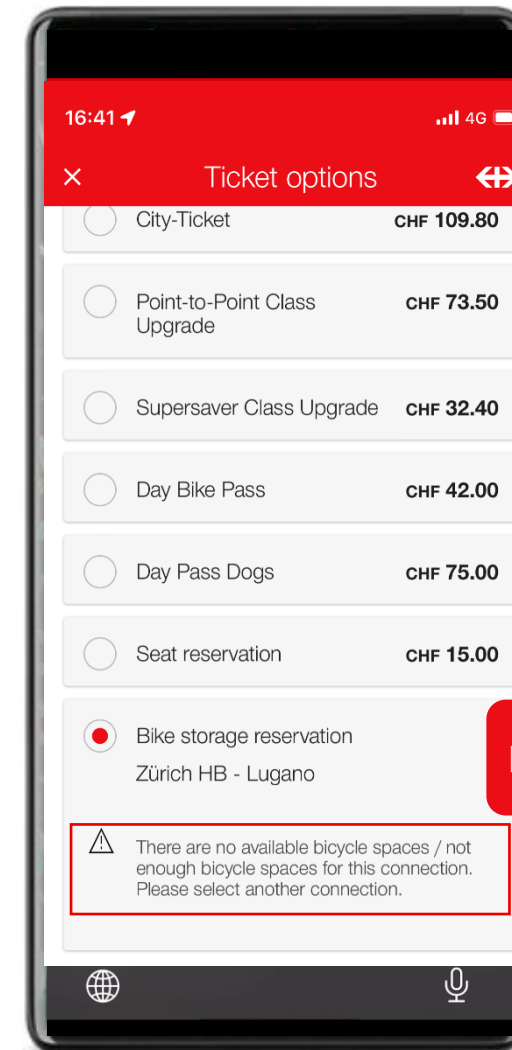 16:41
4G
Ticket options
City-Ticket CHF 109.80
Point-to-Point Class CHF 73.50
Upgrade
Supersaver Class Upgrade CHF 32.40
Day Bike Pass CHF 42.00
Day Pass Dogs CHF 75.00
Seat reservation CHF 15.00
Bike storage reservation
Zürich HB - Lugano
There are no available bicycle spaces / not
enough bicycle spaces for this connection.
Please select another connection.